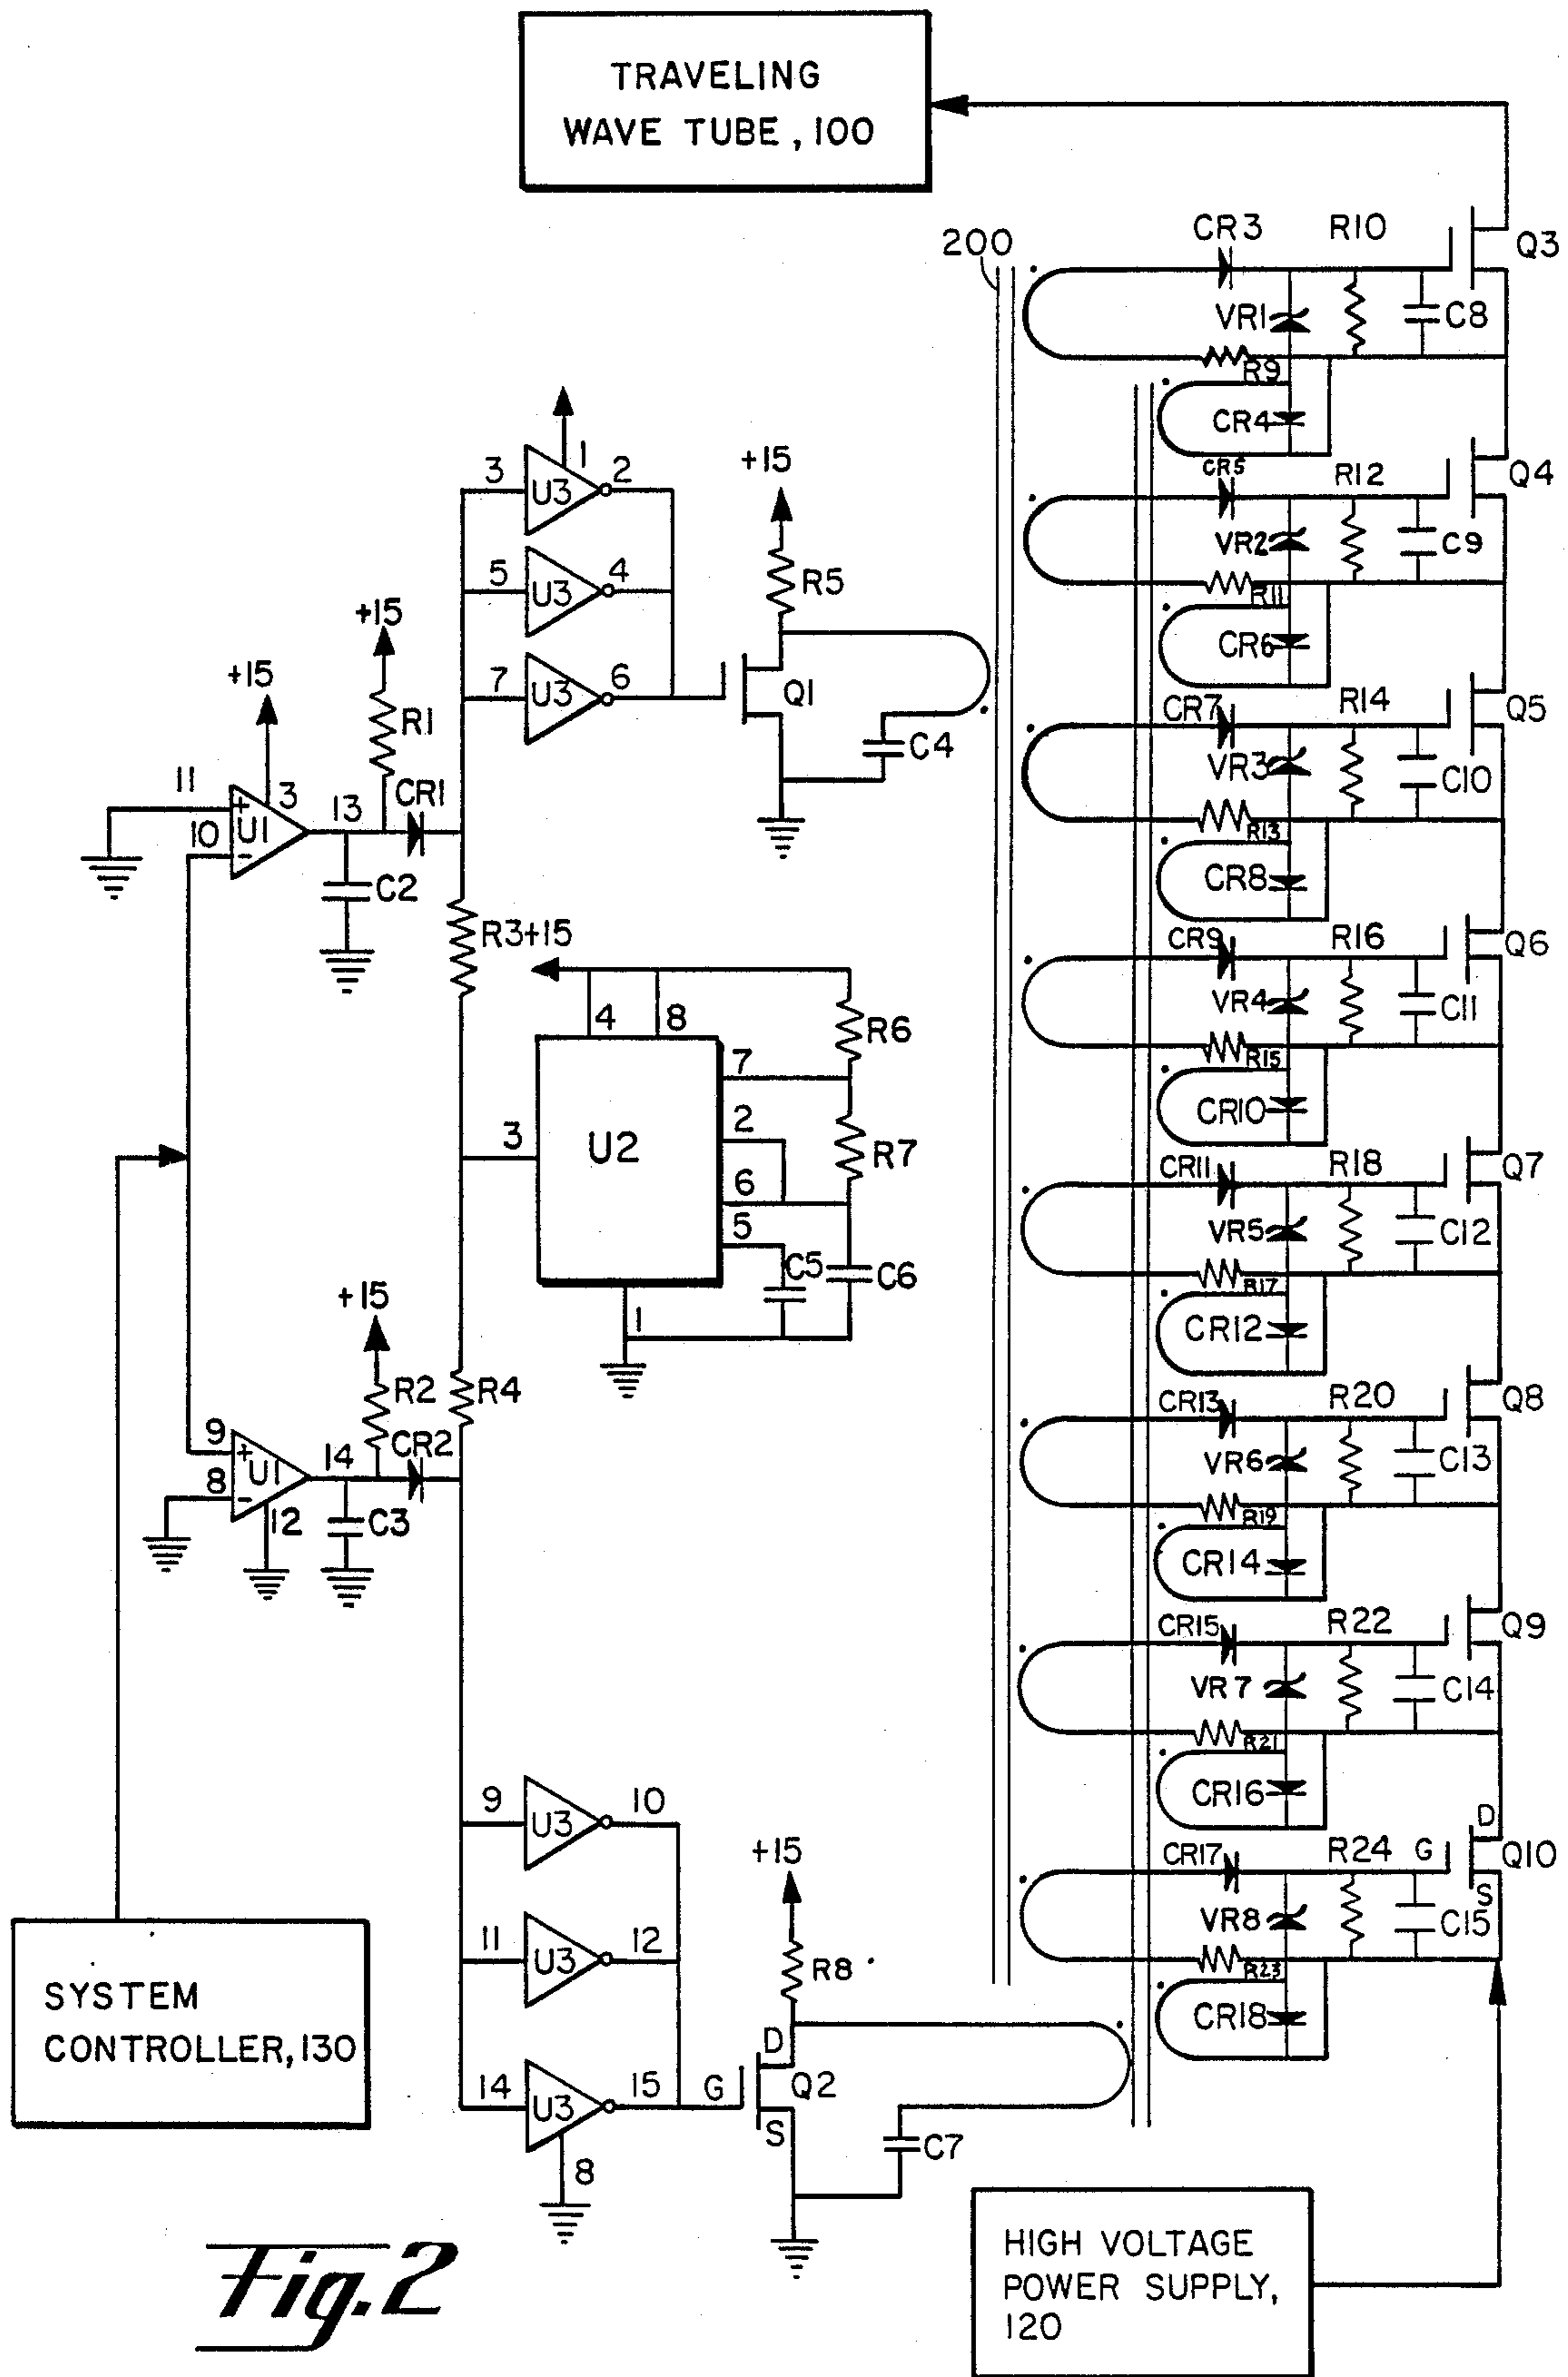 TRAVELING
WAVE TUBE, 100
200
CR3
R10
Q3
VR1
C8
R9
CR4
CR5
R12
Q4
VR2
C9
R11
CR6
CR7
R14
Q5
VR3
C10
R13
CR8
CR9
R16
Q6
VR4
C11
R15
CR10
CR11
R18
Q7
VR5
C12
R17
CR12
CR13
R20
Q8
VR6
C13
R19
CR14
CR15
R22
Q9
VR7
C14
R21
CR16
CR17
R24
G
D
S
Q10
VR8
C15
R23
CR18
3
U3
1
2
5
U3
4
7
U3
6
+15
R5
Q1
C4
+15
R1
+15
11
+
3
10
U1
-
13
CR1
C2
R3
+15
4
8
R6
7
3
U2
2
R7
6
5
C5
C6
1
+15
R2
R4
9
+
U1
14
CR2
8
-
12
C3
9
U3
10
11
U3
12
14
U3
15
8
+15
R8
D
G
Q2
S
C7
SYSTEM
CONTROLLER, 130
HIGH VOLTAGE
POWER SUPPLY,
120
Fig. 2